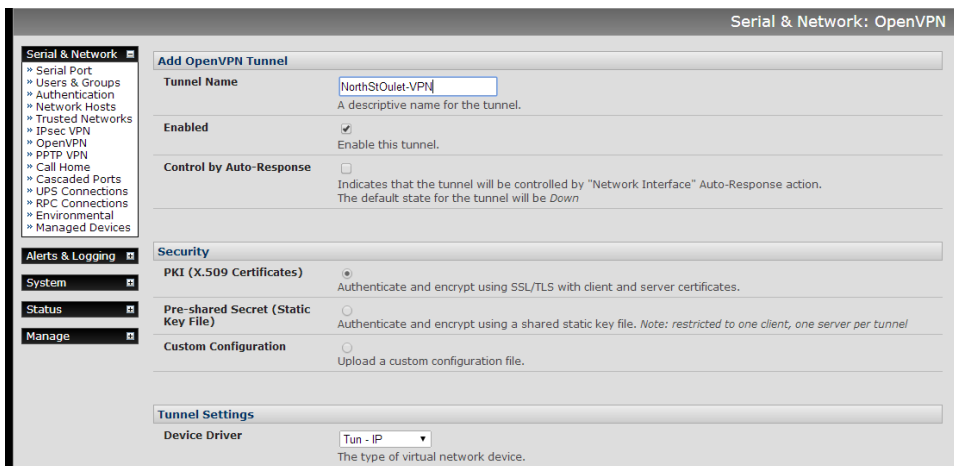 Serial & Network: OpenVPN
Serial & Network
» Serial Port
» Users & Groups
» Authentication
» Network Hosts
» Trusted Networks
» IPsec VPN
» OpenVPN
» PPTP VPN
» Call Home
» Cascaded Ports
» UPS Connections
» RPC Connections
» Environmental
» Managed Devices
Alerts & Logging
System
Status
Manage
Add OpenVPN Tunnel
Tunnel Name
NorthStOulet-VPN
A descriptive name for the tunnel.
Enabled
Enable this tunnel.
Control by Auto-Response
Indicates that the tunnel will be controlled by "Network Interface" Auto-Response action.
The default state for the tunnel will be Down
Security
PKI (X.509 Certificates)
Authenticate and encrypt using SSL/TLS with client and server certificates.
Pre-shared Secret (Static
Key File)
Authenticate and encrypt using a shared static key file. Note: restricted to one client, one server per tunnel
Custom Configuration
Upload a custom configuration file.
Tunnel Settings
Device Driver
Tun - IP
The type of virtual network device.